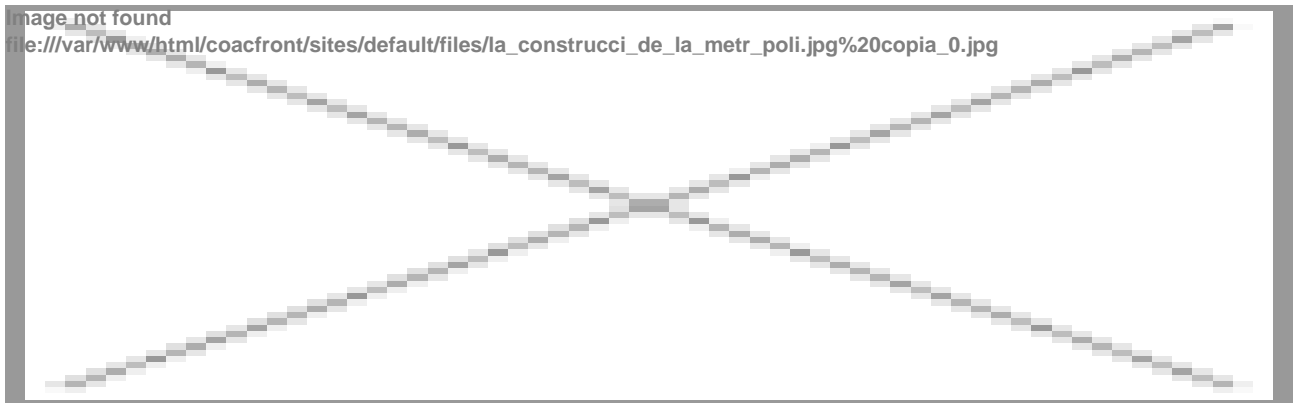 Image not found
file:///var/www/html/coacfront/sites/default/files/la_construcci_de_la_metr_poli.jpg%20copia_0.jpg